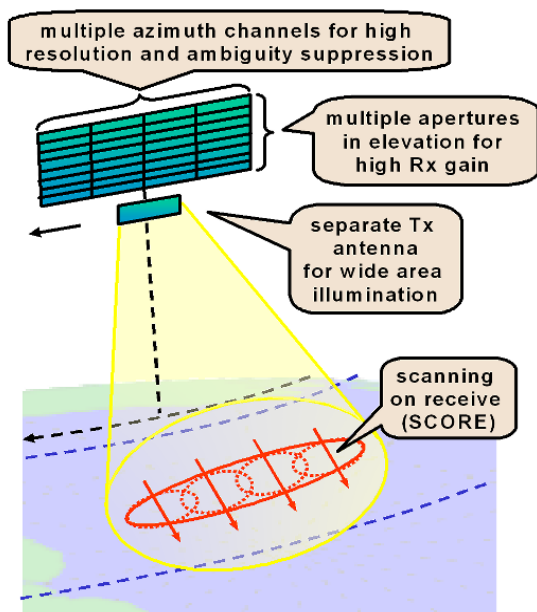 multiple azimuth channels for high
resolution and ambiguity suppression
multiple apertures
in elevation for
high Rx gain
separate Tx
antenna
for wide area
illumination
scanning
on receive
(SCORE)